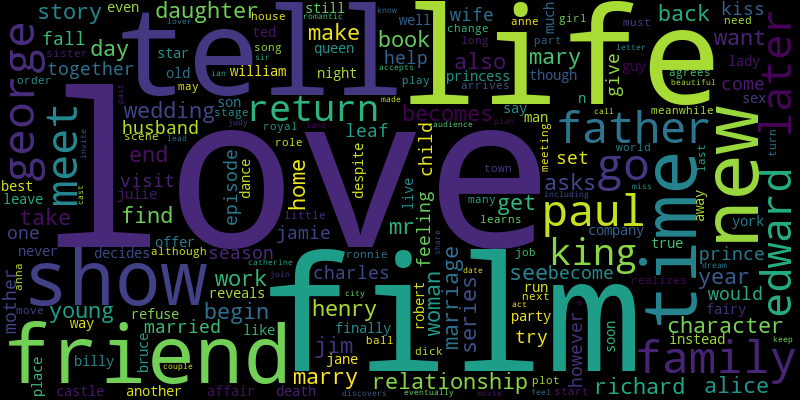 story even daughter still house ted song william night
lover romantic know
well much wife back kiss
anne girl must change need
long part letter
fall day star old together may
sister order
tell life
make book help play queen sir ian accepts
also mary princess though arrives
want lady come sex
guy give agrees beautiful
later
george meet wedding son stage royal judy made
return leaf audience
becomes plan say man n call meanwhile
husband scene role lead land
father set world
new
past invite cast
love
end visit julie find
episode dance home despite child
meeting town
go time asks last away turn
best leave take one never
offer decides although season
jamie little live mr feeling
many learns get paul company miss
york true edward
king prince dream
including
show film
charles ronnie catherine join share
work reveals
see become job year would
realizes fairy
mother anna move
young begin henry robert woman marriage series date
run next act party try
however soon
character instead keep
refuse way married like finally
city ball
friend bruce jim jane dick
billy couple marry
relationship plot feel start
family
place castle another affair death discovers eventually movie
richard alice